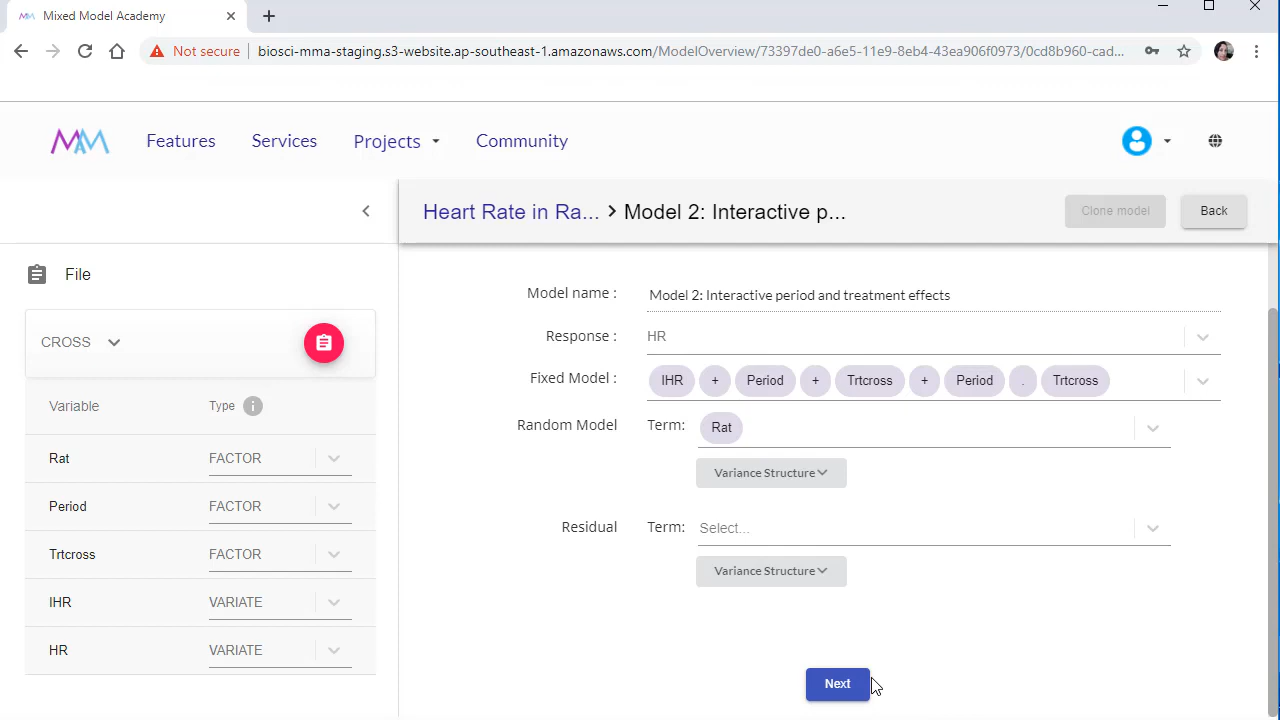 Mixed Model Academy
Not secure biosci-mma-staging.s3-website.ap-southeast-1.amazonaws.com/ModelOverview/73397de0-a6e5-11e9-8eb4-43ea906f0973/0cd8b960-cad...
Features Services Projects Community
Heart Rate in Ra... Model 2: Interactive p... Clone model Back
File
CROSS
Variable Type
Rat FACTOR
Period FACTOR
Trtcross FACTOR
IHR VARIATE
HR VARIATE
Model name : Model 2: Interactive period and treatment effects
Response : HR
Fixed Model : IHR + Period + Trtcross + Period . Trtcross
Random Model Term: Rat
Variance Structure
Residual Term: Select...
Variance Structure
Next